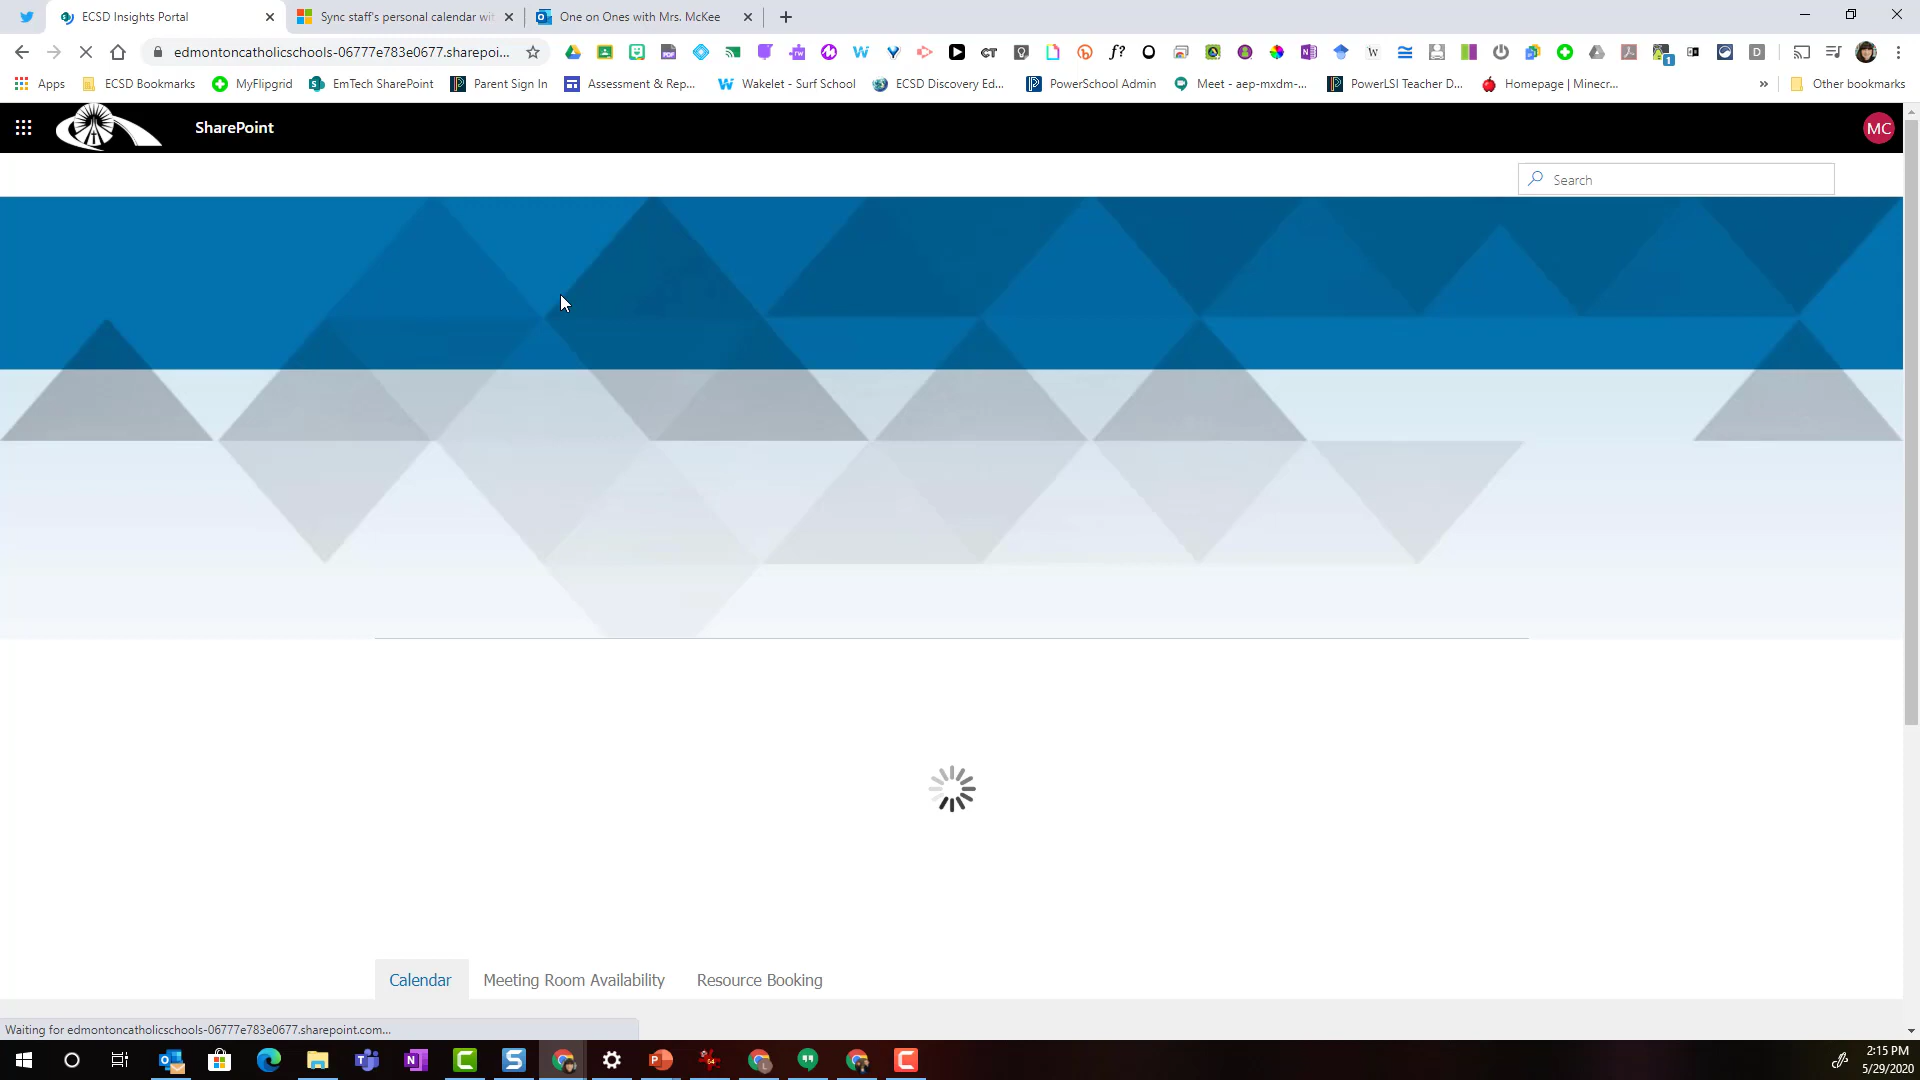 ECSD Insights Portal
Sync staff's personal calendar wit
One on Ones with Mrs. McKee
edmontoncatholicschools-06777e783e0677.sharepoi...
Apps
ECSD Bookmarks
MyFlipgrid
EmTech SharePoint
Parent Sign In
Assessment & Rep...
Wakelet - Surf School
ECSD Discovery Ed...
PowerSchool Admin
Meet - aep-mxdm-...
PowerLSI Teacher D...
Homepage | Minecr...
Other bookmarks
SharePoint
MC
Search
Calendar
Meeting Room Availability
Resource Booking
Waiting for edmontoncatholicschools-06777e783e0677.sharepoint.com...
2:15 PM
5/29/2020